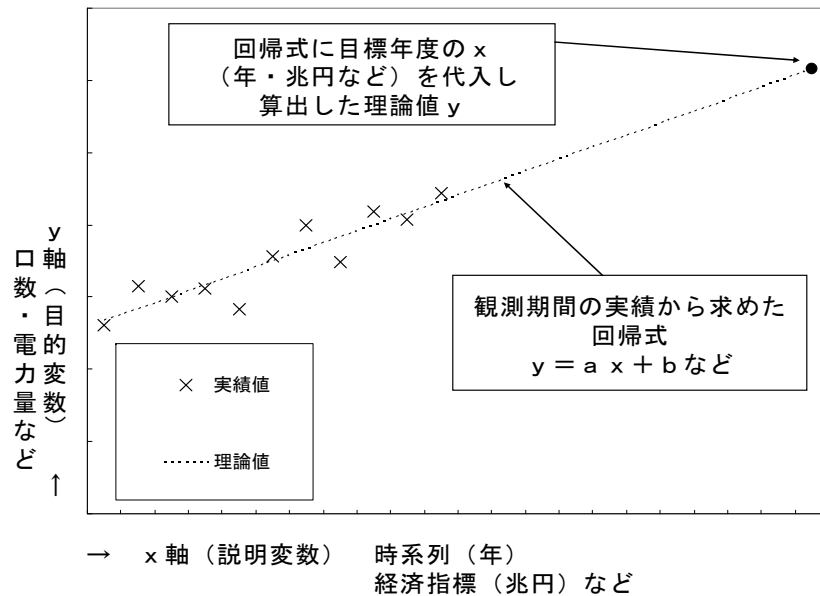 回帰式に目標年度のｘ
（年・兆円など）を代入し
算出した理論値ｙ
観測期間の実績から求めた
回帰式
ｙ＝ａｘ＋ｂなど
ｙ軸（目的変数）　→
口数・電力量など
実績値
理論値
→　ｘ軸（説明変数）　時系列（年）
経済指標（兆円）など